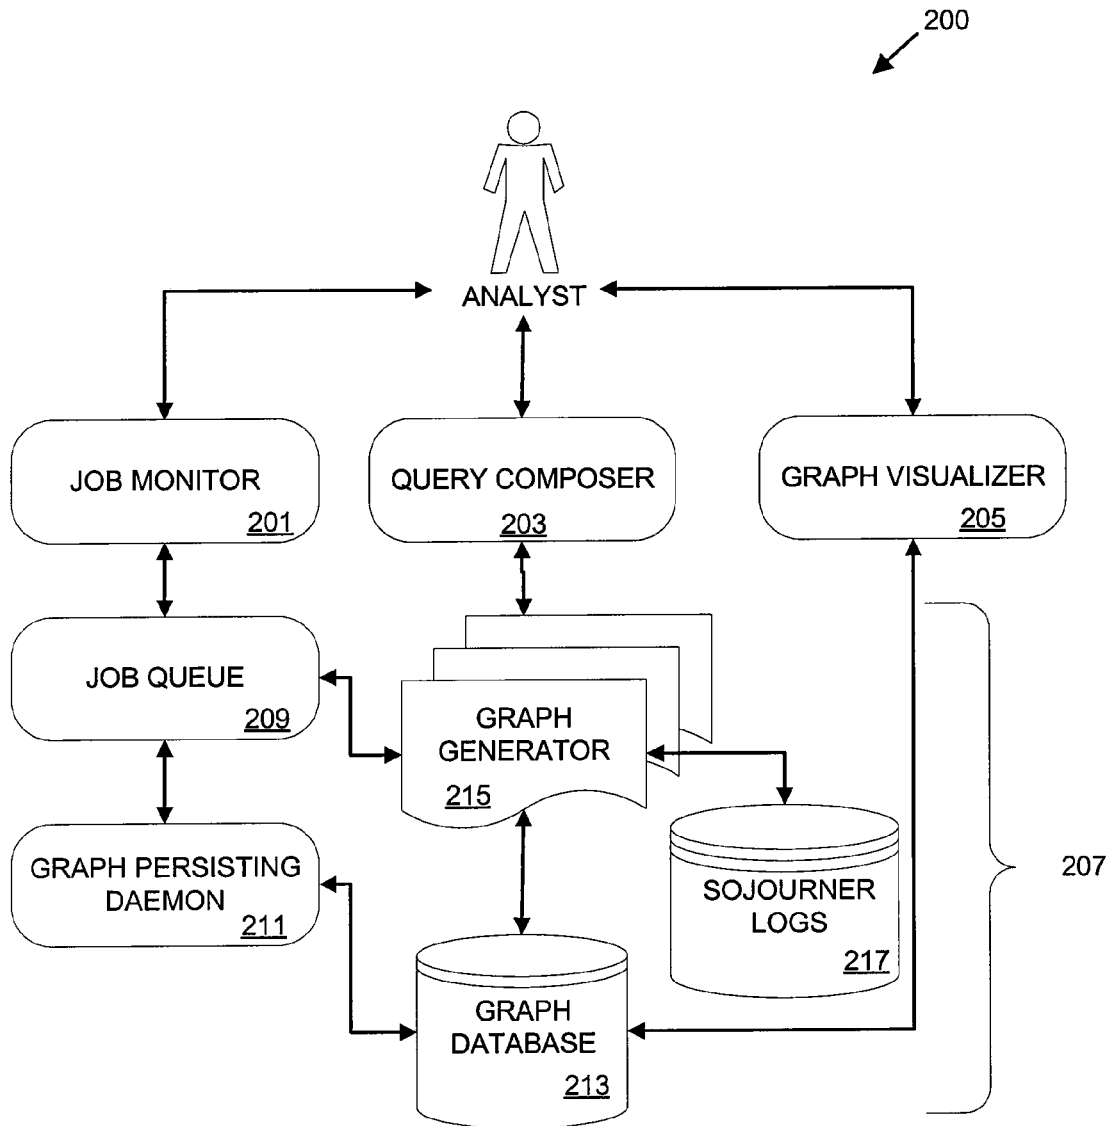 200
ANALYST
JOB MONITOR
201
QUERY COMPOSER
203
GRAPH VISUALIZER
205
JOB QUEUE
209
GRAPH
GENERATOR
215
GRAPH PERSISTING
DAEMON
211
SOJOURNER
LOGS
217
207
GRAPH
DATABASE
213